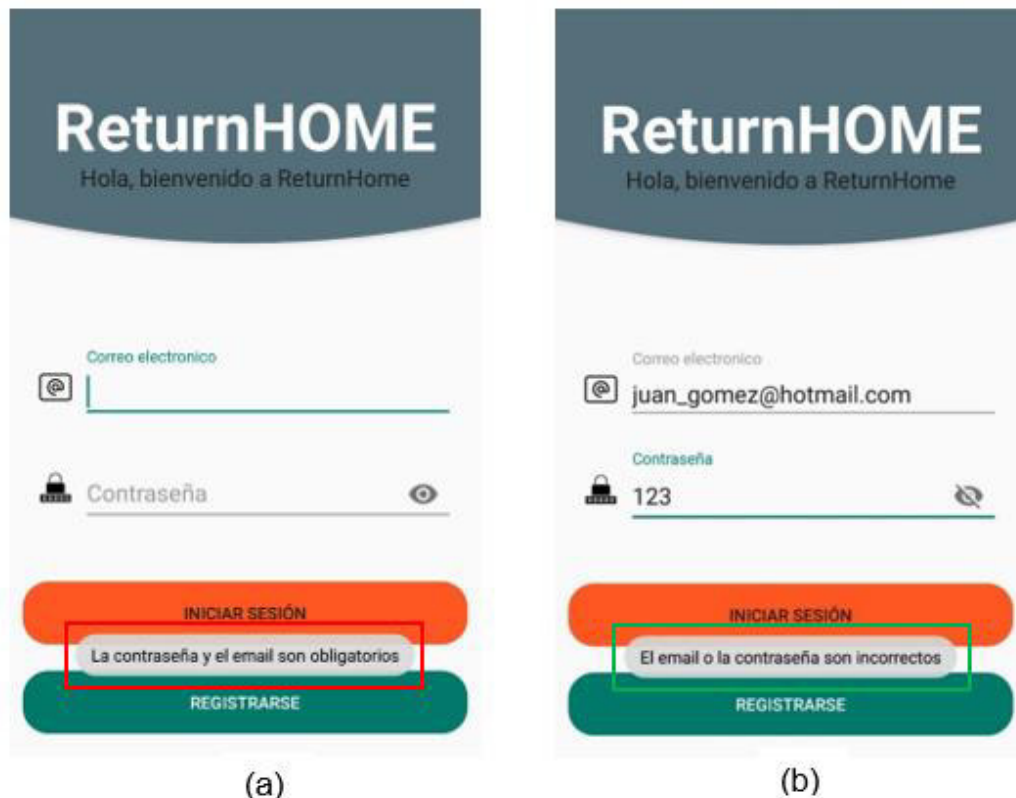 ReturnHOME
Hola, bienvenido a ReturnHome
Correo electronico
@
Contraseña
INICIAR SESIÓN
La contraseña y el email son obligatorios
REGISTRARSE
(a)
ReturnHOME
Hola, bienvenido a ReturnHome
Correo electronico
@
juan_gomez@hotmail.com
Contraseña
123
INICIAR SESIÓN
El email o la contraseña son incorrectos
REGISTRARSE
(b)